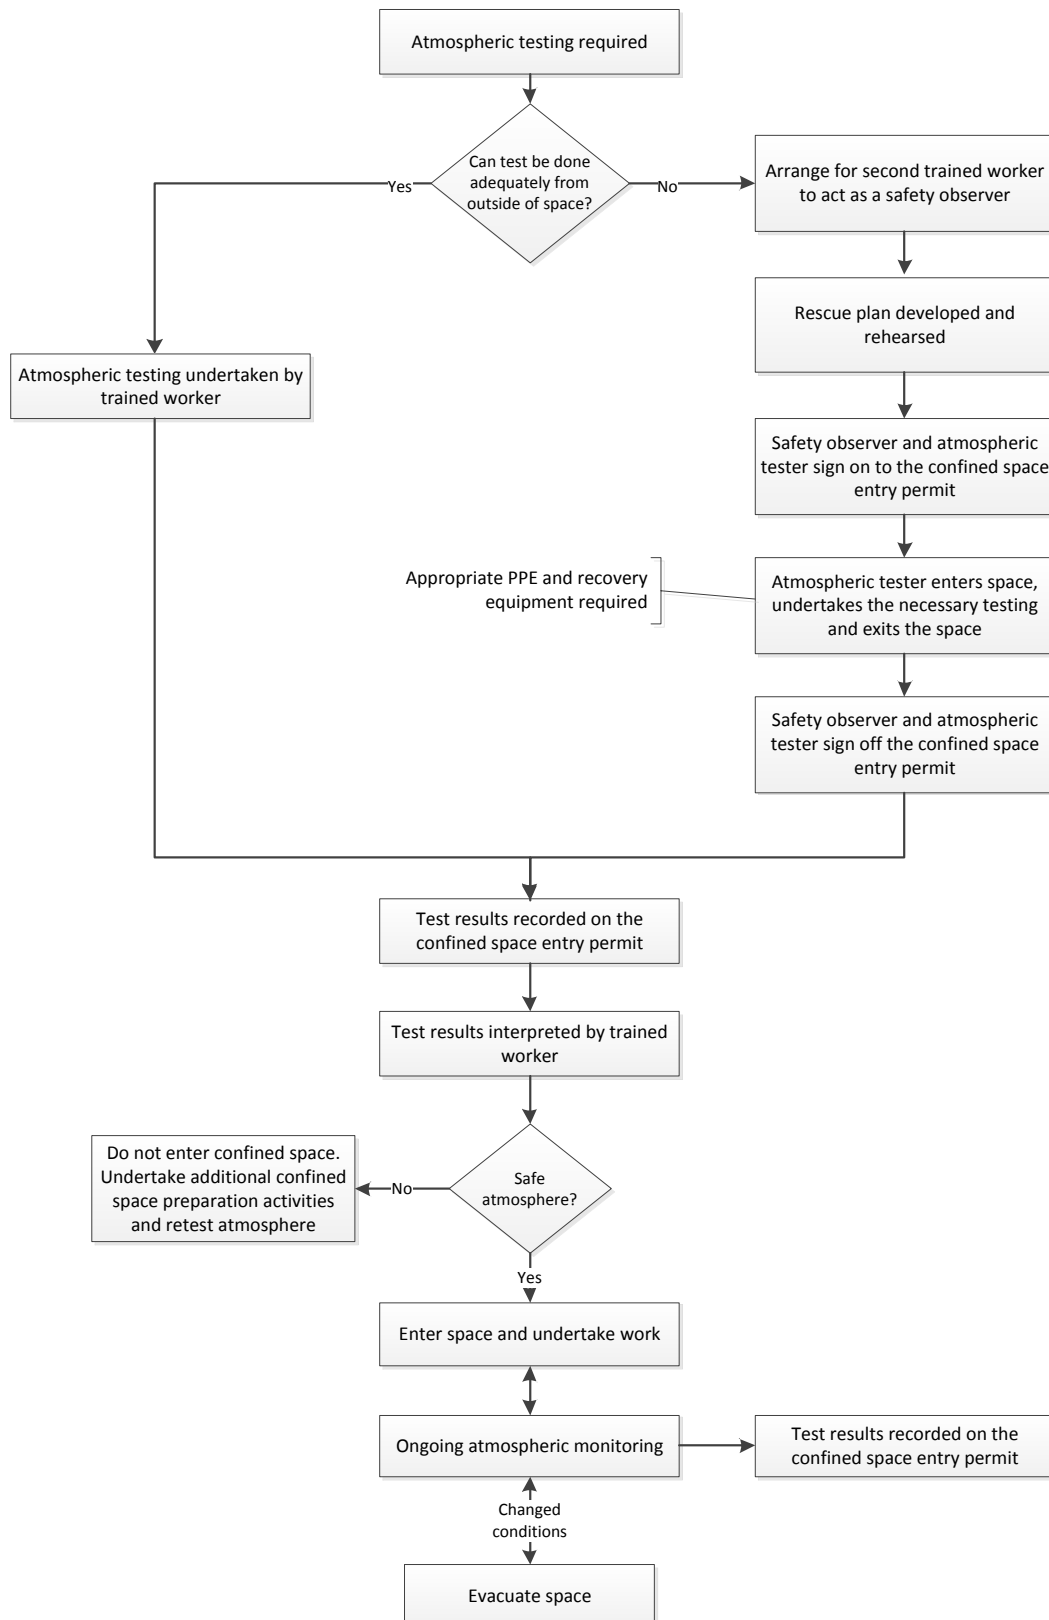 Atmospheric testing required
Can test be done
adequately from
outside of space?
Yes
No
Arrange for second trained worker
to act as a safety observer
Rescue plan developed and
rehearsed
Atmospheric testing undertaken by
trained worker
Safety observer and atmospheric
tester sign on to the confined space
entry permit
Appropriate PPE and recovery
equipment required
Atmospheric tester enters space,
undertakes the necessary testing
and exits the space
Safety observer and atmospheric
tester sign off the confined space
entry permit
Test results recorded on the
confined space entry permit
Test results interpreted by trained
worker
Safe
atmosphere?
No
Do not enter confined space.
Undertake additional confined
space preparation activities
and retest atmosphere
Yes
Enter space and undertake work
Ongoing atmospheric monitoring
Test results recorded on the
confined space entry permit
Changed
conditions
Evacuate space